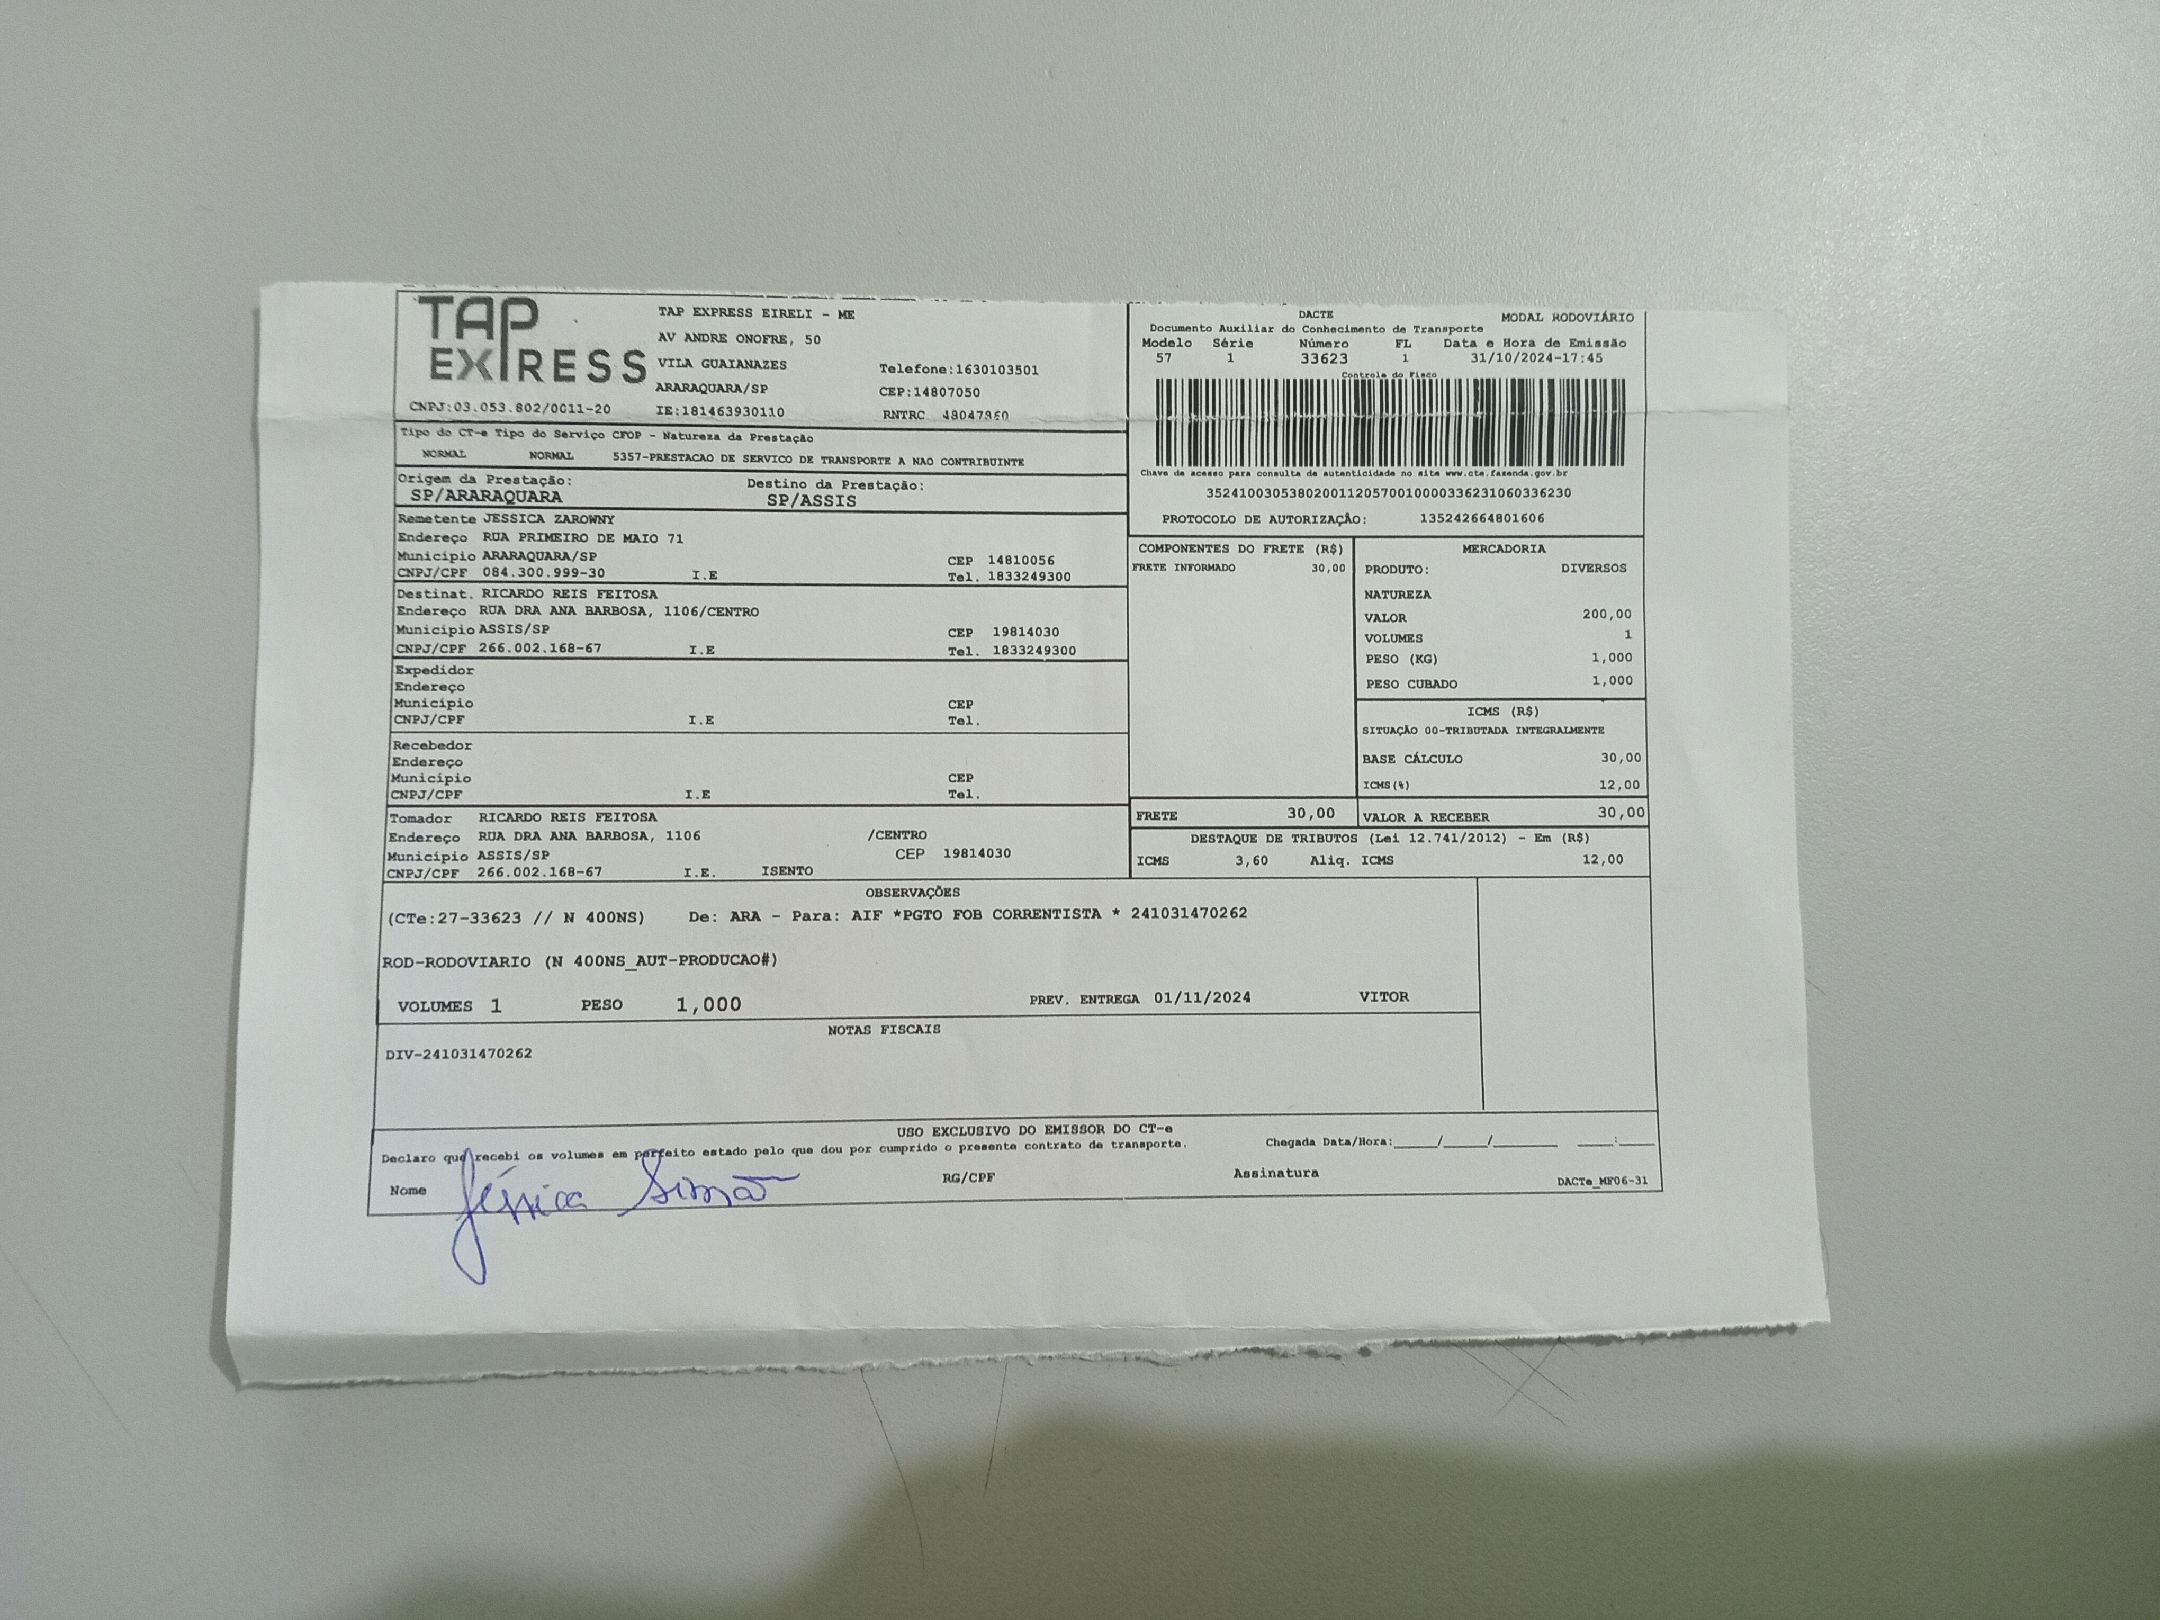 TAP
EXPRESS
CNPJ:03.053.802/0011-20
TAP EXPRESS EIRELI - ME
AV ANDRE ONOFRE, 50
VILA GUAIANAZES
ARARAQUARA/SP
IE:181463930110
Telefone:1630103501
CEP:14807050
RNTRC 48047860
DACTE
MODAL RODOVIÁRIO
Documento Auxiliar do Conhecimento de Transporte
Modelo Série Número FL Data e Hora de Emissão
57 1 33623 1 31/10/2024-17:45
Controle do Fisco
Chave de acesso para consulta de autenticidade no site www.cte.fazenda.gov.br
35241003053802001120570010000336231060336230
PROTOCOLO DE AUTORIZAÇÃO: 135242664801606
Tipo do CT-e Tipo do Serviço CFOP - Natureza da Prestação
NORMAL NORMAL 5357-PRESTACAO DE SERVICO DE TRANSPORTE A NAO CONTRIBUINTE
Origem da Prestação: Destino da Prestação:
SP/ARARAQUARA SP/ASSIS
Remetente JESSICA ZAROWNY
Endereço RUA PRIMEIRO DE MAIO 71
Município ARARAQUARA/SP CEP 14810056
CNPJ/CPF 084.300.999-30 I.E Tel. 1833249300
Destinat. RICARDO REIS FEITOSA
Endereço RUA DRA ANA BARBOSA, 1106/CENTRO
Município ASSIS/SP CEP 19814030
CNPJ/CPF 266.002.168-67 I.E Tel. 1833249300
Expedidor
Endereço
Município CEP
CNPJ/CPF I.E Tel.
Recebedor
Endereço
Município CEP
CNPJ/CPF I.E Tel.
Tomador RICARDO REIS FEITOSA
Endereço RUA DRA ANA BARBOSA, 1106 /CENTRO
Município ASSIS/SP CEP 19814030
CNPJ/CPF 266.002.168-67 I.E. ISENTO
COMPONENTES DO FRETE (R$)
FRETE INFORMADO 30,00
MERCADORIA
PRODUTO: DIVERSOS
NATUREZA
VALOR 200,00
VOLUMES 1
PESO (KG) 1,000
PESO CUBADO 1,000
ICMS (R$)
SITUAÇÃO 00-TRIBUTADA INTEGRALMENTE
BASE CÁLCULO 30,00
ICMS(%) 12,00
FRETE 30,00 VALOR A RECEBER 30,00
DESTAQUE DE TRIBUTOS (Lei 12.741/2012) - Em (R$)
ICMS 3,60 Aliq. ICMS 12,00
OBSERVAÇÕES
(CTe:27-33623 // N 400NS) De: ARA - Para: AIF *PGTO FOB CORRENTISTA * 241031470262
ROD-RODOVIARIO (N 400NS_AUT-PRODUCAO#)
VOLUMES 1 PESO 1,000 PREV. ENTREGA 01/11/2024 VITOR
NOTAS FISCAIS
DIV-241031470262
USO EXCLUSIVO DO EMISSOR DO CT-e
Declaro que recebi os volumes em perfeito estado pelo que dou por cumprido o presente contrato de transporte. Chegada Data/Hora:_____/_____/_______ ____:____
Nome Jéssica Simão RG/CPF Assinatura
DACTe_MF06-31